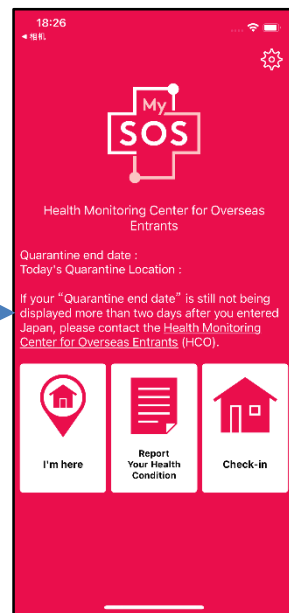 18:26
◀ 相机
My
SOS
Health Monitoring Center for Overseas
Entrants
Quarantine end date :
Today's Quarantine Location :
If your “Quarantine end date” is still not being
displayed more than two days after you entered
Japan, please contact the Health Monitoring
Center for Overseas Entrants (HCO).
I'm here
Report
Your Health
Condition
Check-in